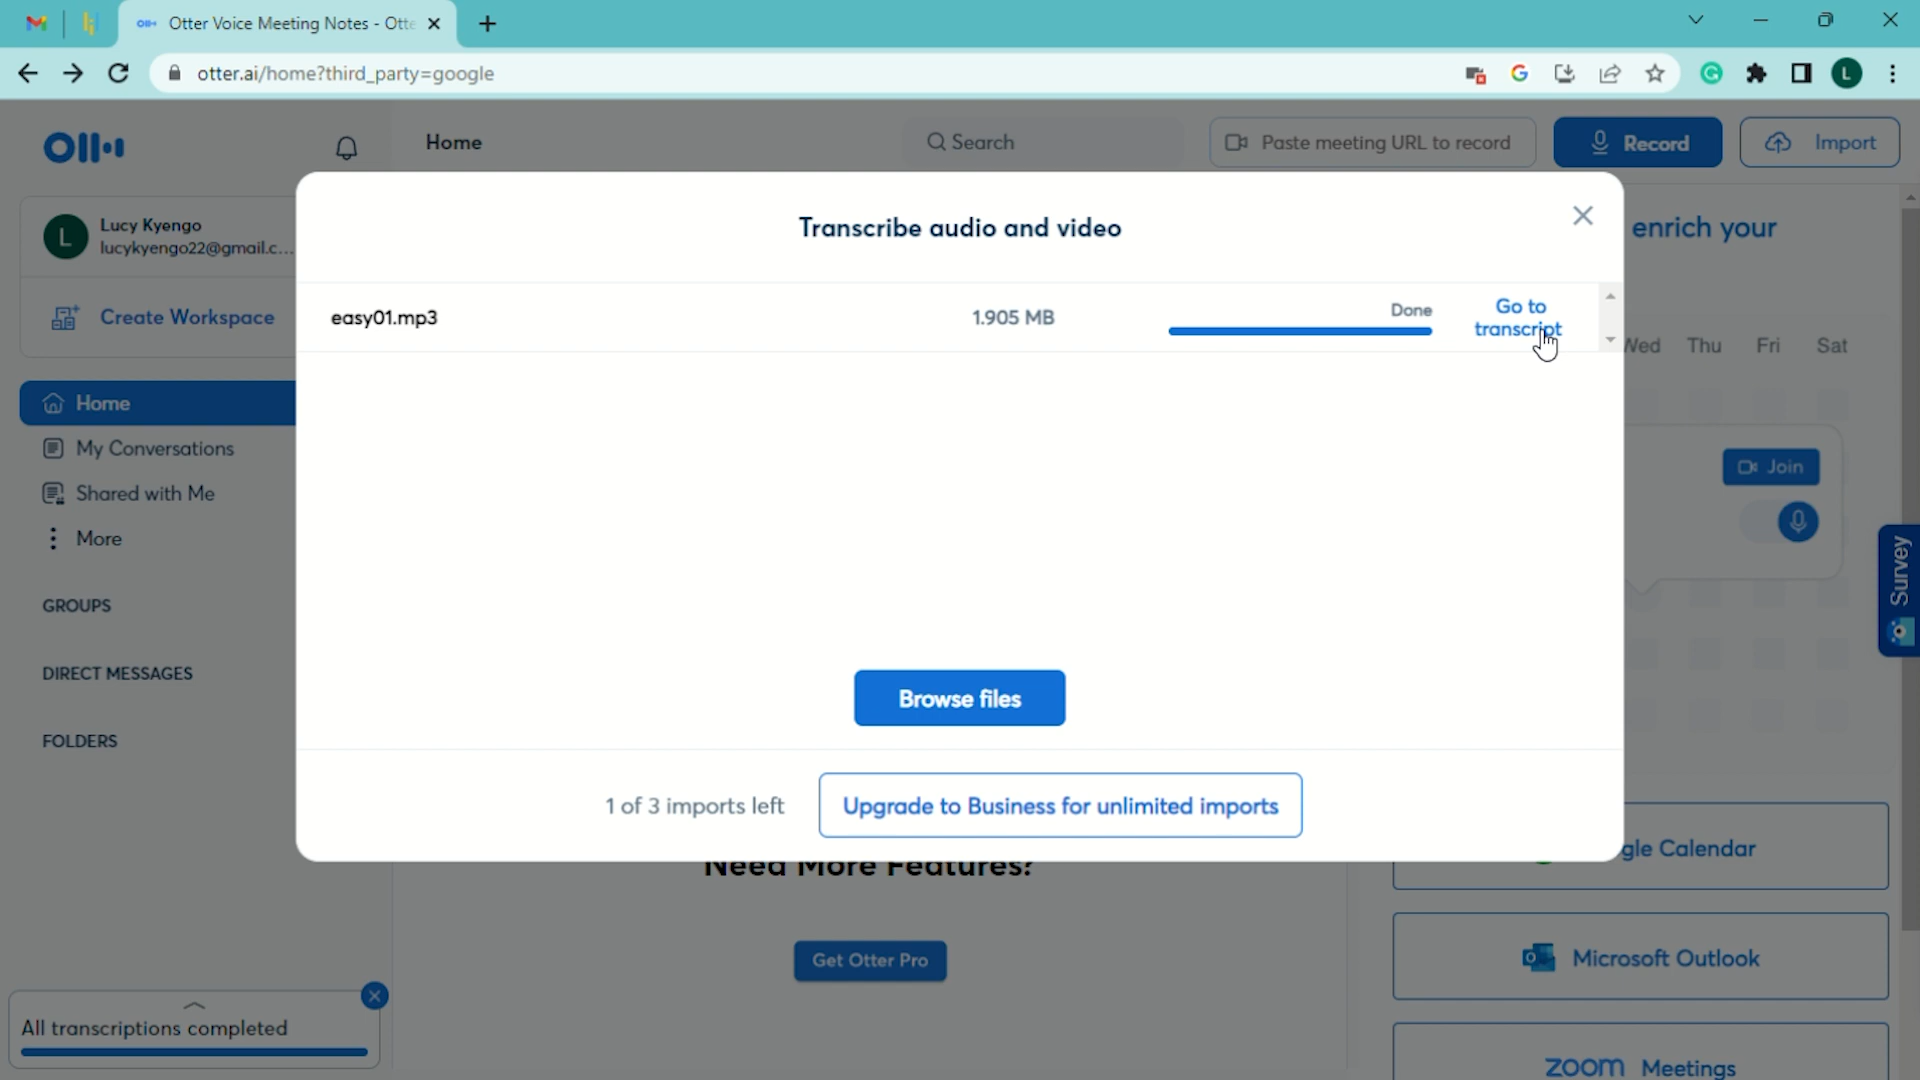 Otter Voice Meeting Notes - Otte
otter.ai/home?third_party=google
L
Home
Search
Paste meeting URL to record
Record
Import
L
Lucy Kyengo
lucykyengo22@gmail.c...
Create Workspace
Home
My Conversations
Shared with Me
More
GROUPS
DIRECT MESSAGES
FOLDERS
All transcriptions completed
Transcribe audio and video
easy01.mp3
1.905 MB
Done
Go to
transcript
Browse files
1 of 3 imports left
Upgrade to Business for unlimited imports
Need More Features?
Get Otter Pro
enrich your
Wed Thu Fri Sat
Join
Survey
gle Calendar
Microsoft Outlook
zoom Meetings